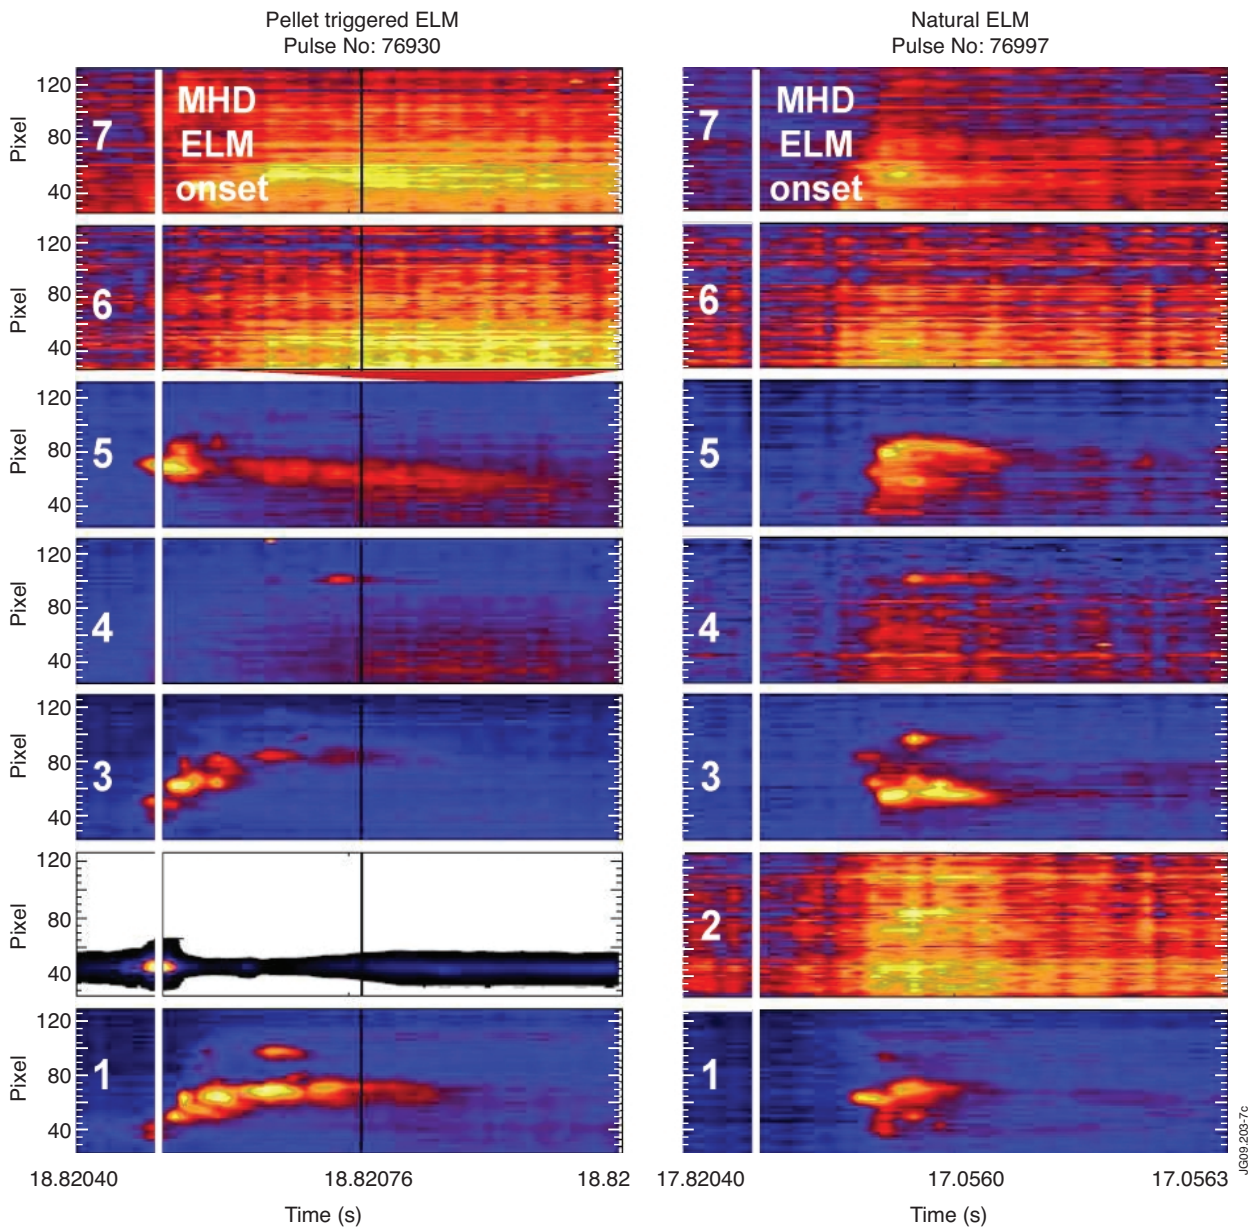 Pellet triggered ELM
Pulse No: 76930
Natural ELM
Pulse No: 76997
120
80
40
Pixel
7
MHD
ELM
onset
7
MHD
ELM
onset
120
80
40
Pixel
6
6
120
80
40
Pixel
5
5
120
80
40
Pixel
4
4
120
80
40
Pixel
3
3
120
80
40
Pixel
2
120
80
40
Pixel
1
1
18.82040
18.82076
18.82
17.82040
17.0560
17.0563
Time (s)
Time (s)
JG09.203-7c